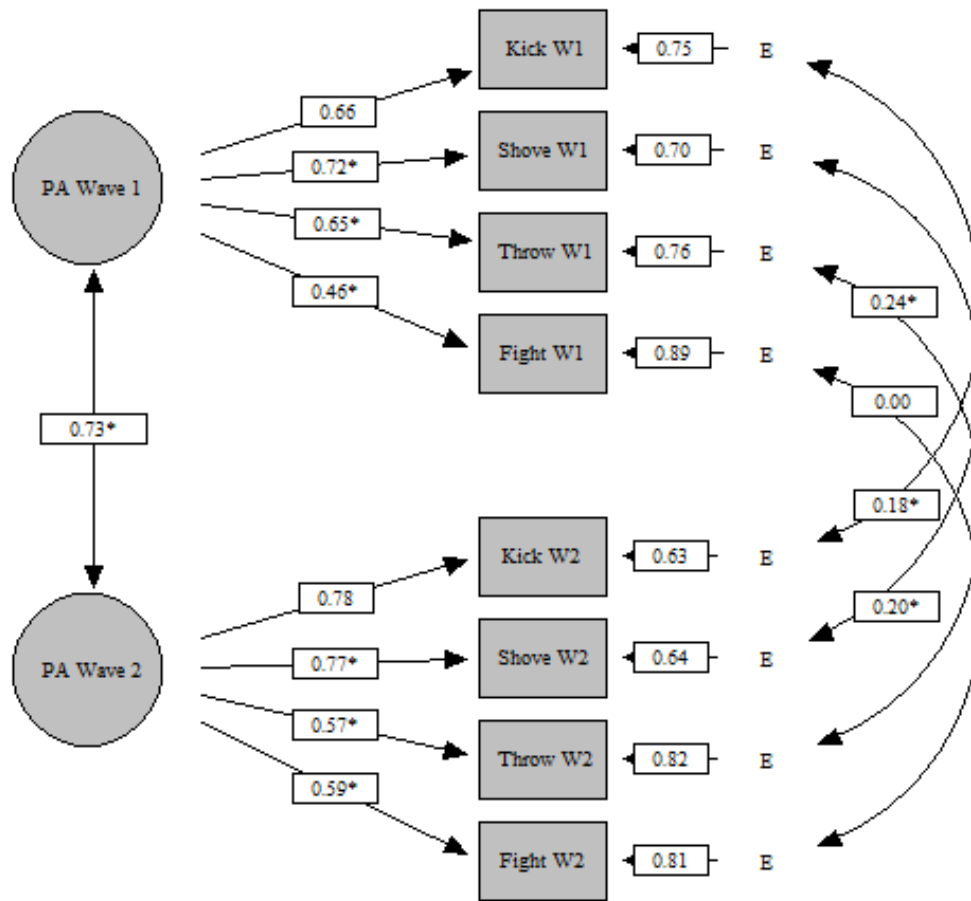 Kick W1
0.75
E
0.66
Shove W1
0.70
E
PA Wave 1
0.72*
0.65*
Throw W1
0.76
E
0.46*
0.24*
Fight W1
0.89
E
0.00
0.73*
0.18*
Kick W2
0.63
E
0.78
0.20*
PA Wave 2
0.77*
Shove W2
0.64
E
0.57*
Throw W2
0.82
E
0.59*
Fight W2
0.81
E